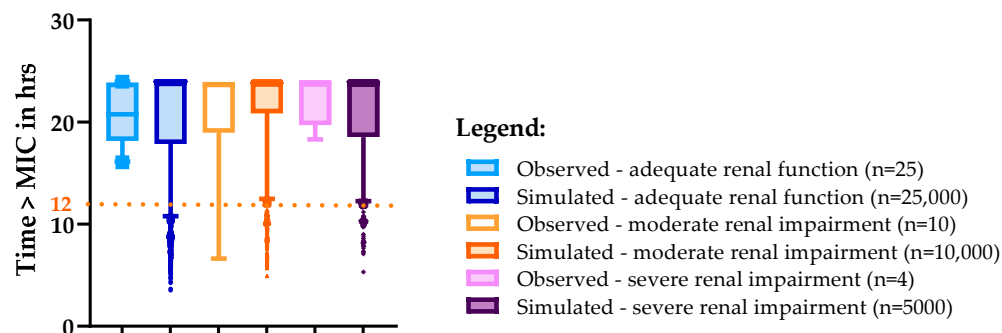 30
20
12
10
0
Time > MIC in hrs
Legend:
Observed - adequate renal function (n=25)
Simulated - adequate renal function (n=25,000)
Observed - moderate renal impairment (n=10)
Simulated - moderate renal impairment (n=10,000)
Observed - severe renal impairment (n=4)
Simulated - severe renal impairment (n=5000)